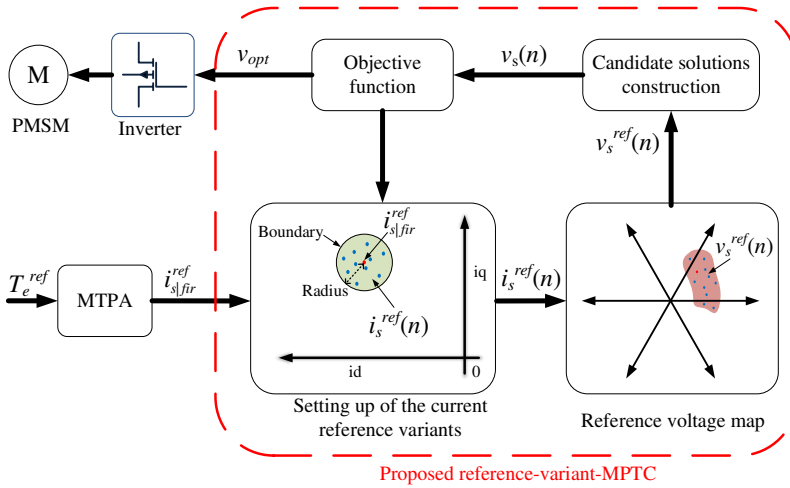 M
PMSM
Inverter
v_opt
Objective
function
v_s(n)
Candidate solutions
construction
v_s^ref(n)
T_e^ref
MTPA
i_s|fir^ref
Boundary
i_s|fir^ref
Radius
i_s^ref(n)
iq
id
0
Setting up of the current
reference variants
i_s^ref(n)
v_s^ref(n)
Reference voltage map
Proposed reference-variant-MPTC